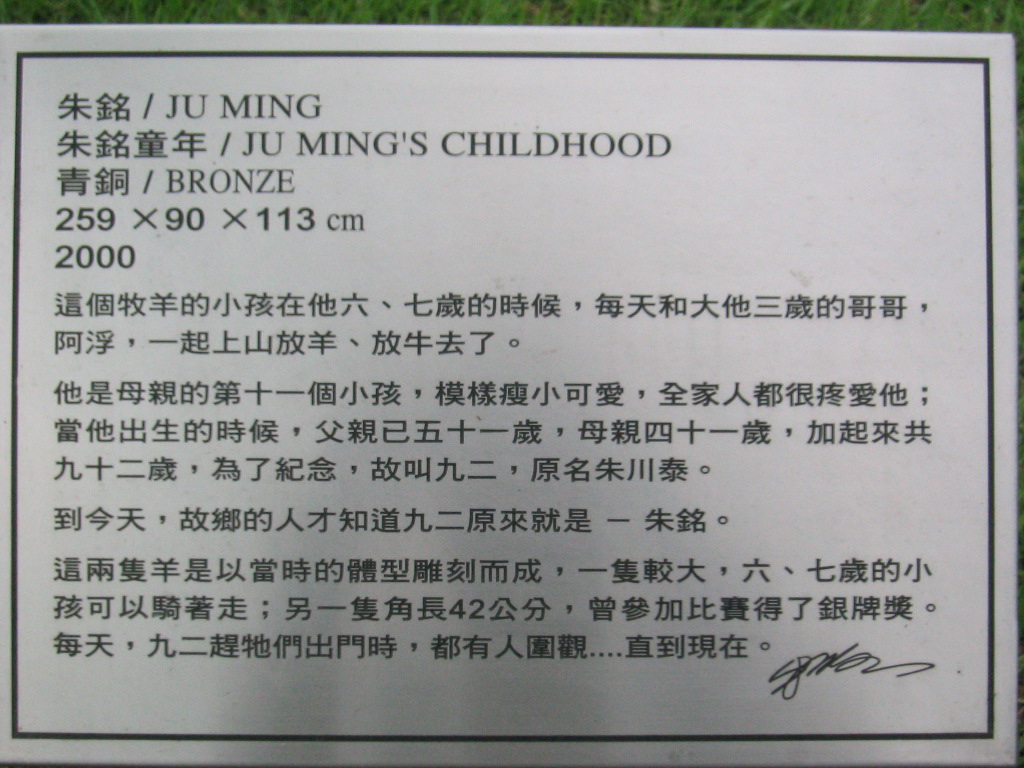 朱銘 / JU MING
朱銘童年 / JU MING'S CHILDHOOD
青銅 / BRONZE
259 ×90 ×113 cm
2000
這個牧羊的小孩在他六、七歲的時候，每天和大他三歲的哥哥，
阿浮，一起上山放羊、放牛去了。
他是母親的第十一個小孩，模樣瘦小可愛，全家人都很疼愛他；
當他出生的時候，父親已五十一歲，母親四十一歲，加起來共
九十二歲，為了紀念，故叫九二，原名朱川泰。
到今天，故鄉的人才知道九二原來就是 － 朱銘。
這兩隻羊是以當時的體型雕刻而成，一隻較大，六、七歲的小
孩可以騎著走；另一隻角長42公分，曾參加比賽得了銀牌獎。
每天，九二趕牠們出門時，都有人圍觀....直到現在。